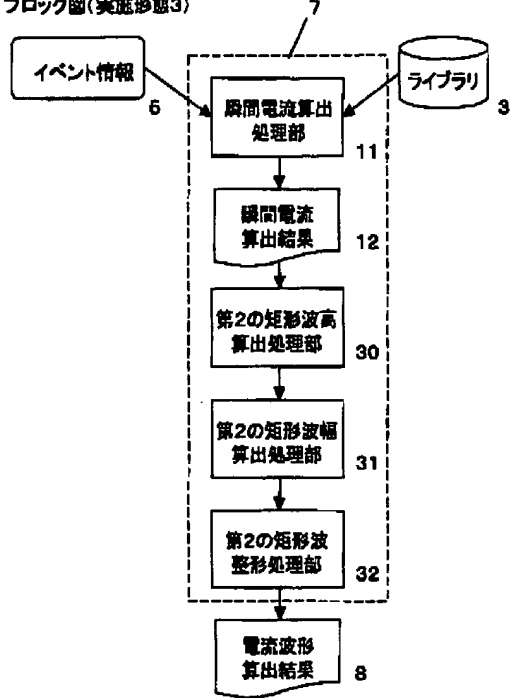 ブロック図(実施形態3)
7
イベント情報
5
ライブラリ
3
瞬間電流算出
処理部
11
瞬間電流
算出結果
12
第2の矩形波高
算出処理部
30
第2の矩形波幅
算出処理部
31
第2の矩形波
整形処理部
32
電流波形
算出結果
8